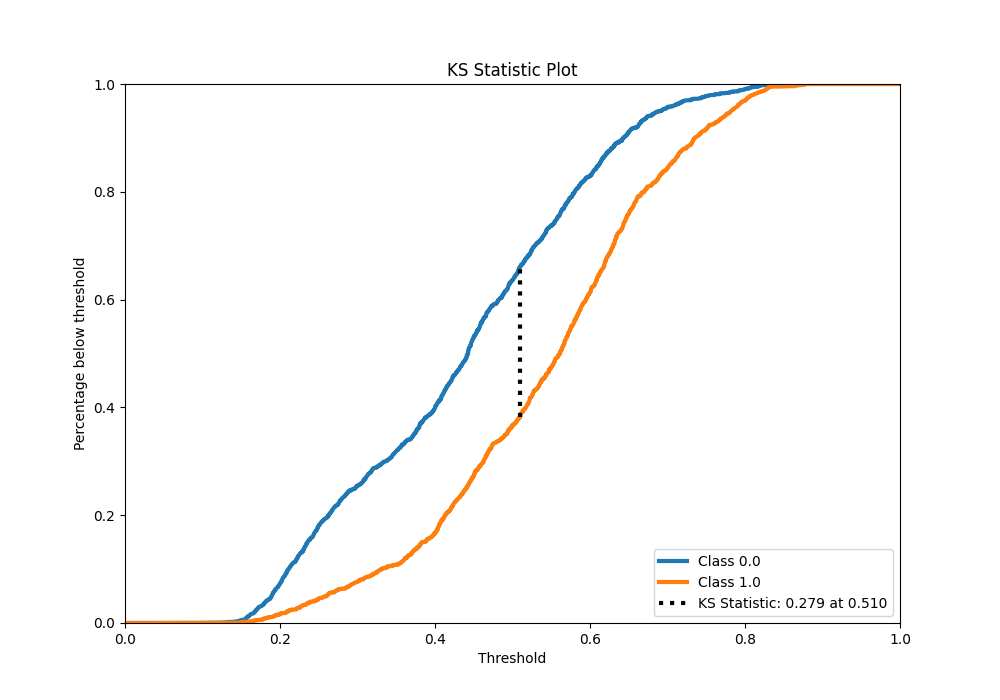 KS Statistic Plot
1.0
0.8
0.6
0.4
0.2
0.0
Percentage below threshold
0.0 0.2 0.4 0.6 0.8 1.0
Threshold
Class 0.0
Class 1.0
KS Statistic: 0.279 at 0.510